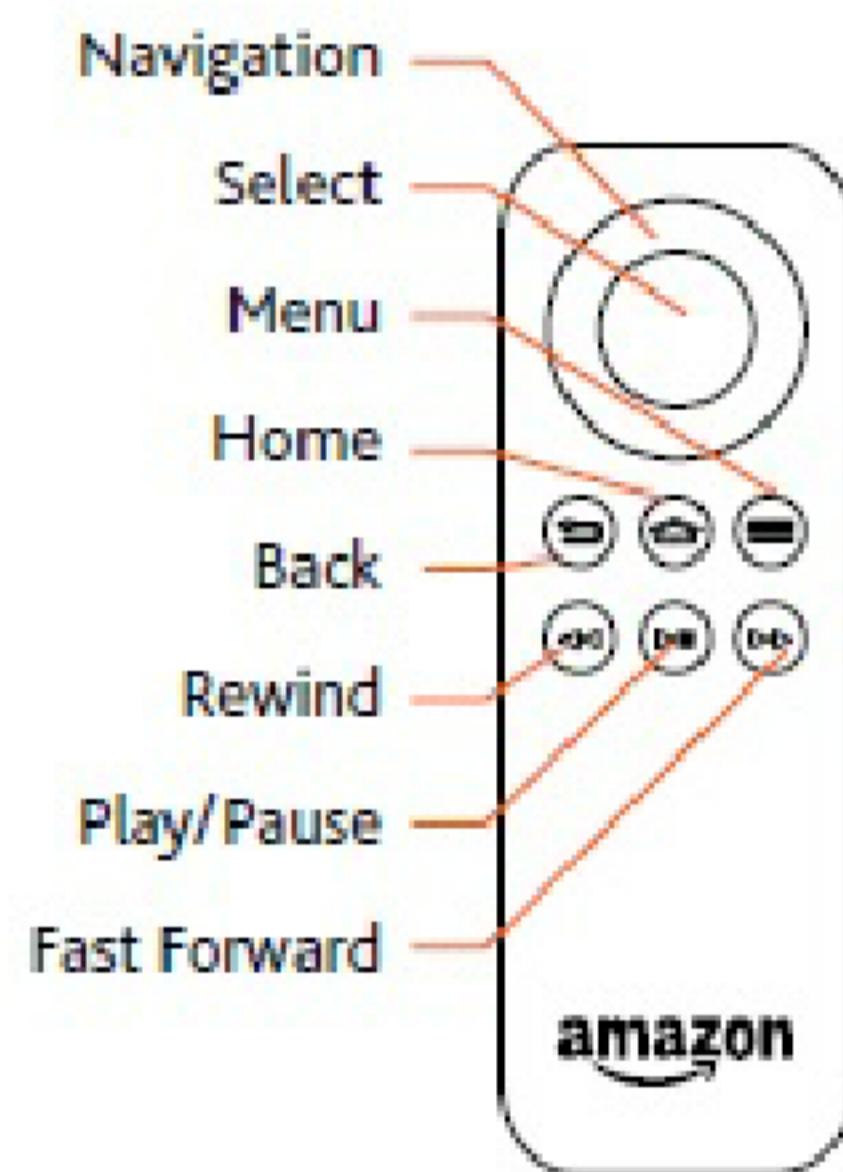 Navigation
Select
Menu
Home
Back
Rewind
Play/Pause
Fast Forward
amazon